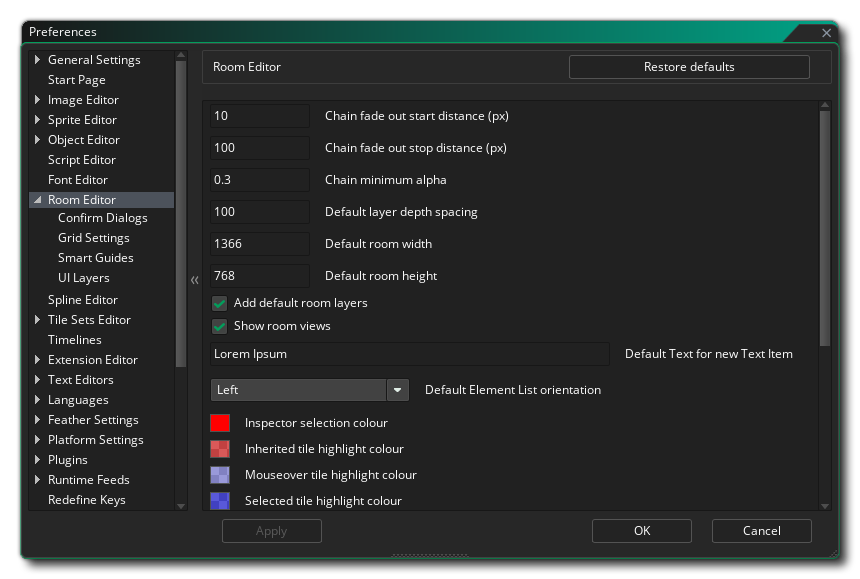 Preferences
General Settings
Start Page
Image Editor
Sprite Editor
Object Editor
Script Editor
Font Editor
Room Editor
Confirm Dialogs
Grid Settings
Smart Guides
UI Layers
Spline Editor
Tile Sets Editor
Timelines
Extension Editor
Text Editors
Languages
Feather Settings
Platform Settings
Plugins
Runtime Feeds
Redefine Keys
Room Editor
Restore defaults
10 Chain fade out start distance (px)
100 Chain fade out stop distance (px)
0.3 Chain minimum alpha
100 Default layer depth spacing
1366 Default room width
768 Default room height
Add default room layers
Show room views
Lorem Ipsum Default Text for new Text Item
Left Default Element List orientation
Inspector selection colour
Inherited tile highlight colour
Mouseover tile highlight colour
Selected tile highlight colour
Apply OK Cancel